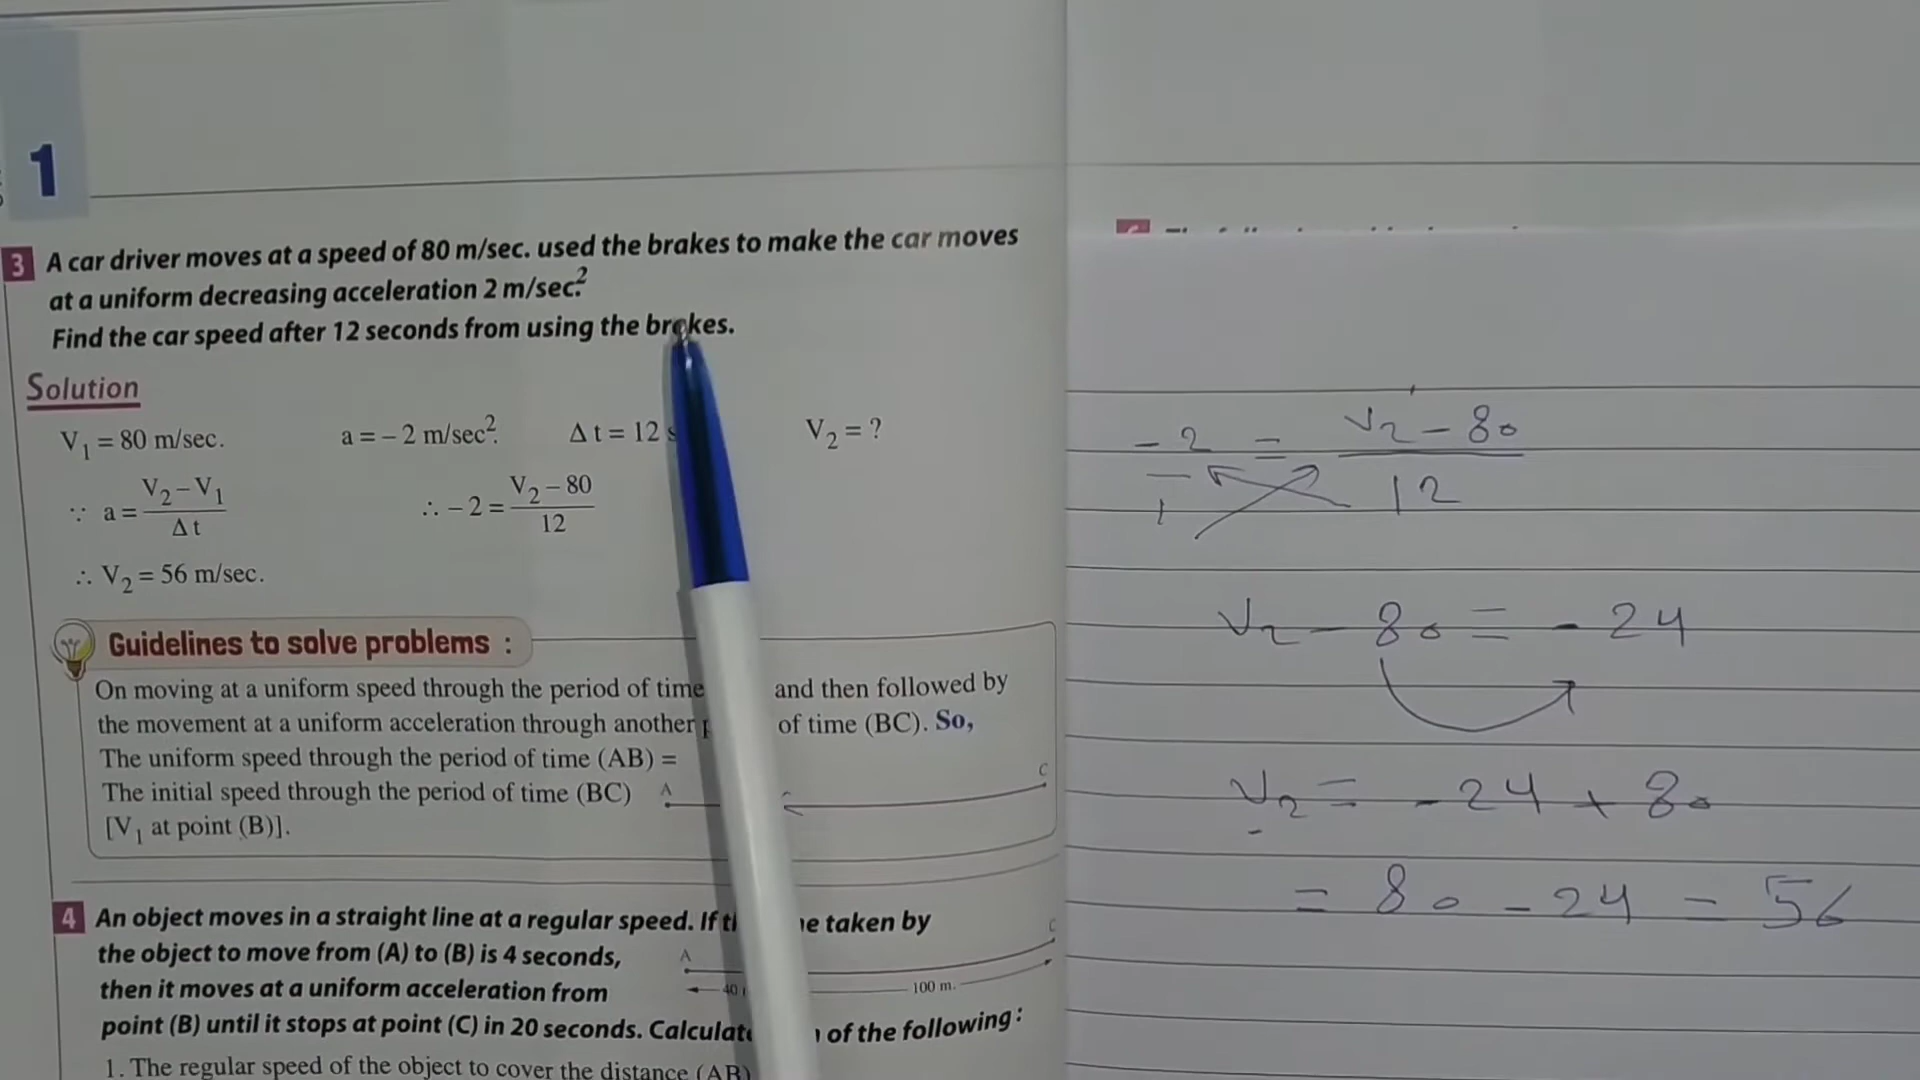 1
3 A car driver moves at a speed of 80 m/sec. used the brakes to make the car moves
at a uniform decreasing acceleration 2 m/sec².
Find the car speed after 12 seconds from using the brakes.
Solution
V₁ = 80 m/sec. a = – 2 m/sec². Δ t = 12 V₂ = ?
∵ a = (V₂ – V₁) / Δ t ∴ – 2 = (V₂ – 80) / 12
∴ V₂ = 56 m/sec.
Guidelines to solve problems :
On moving at a uniform speed through the period of time and then followed by
the movement at a uniform acceleration through another of time (BC). So,
The uniform speed through the period of time (AB) =
The initial speed through the period of time (BC) A C
[V₁ at point (B)].
4 An object moves in a straight line at a regular speed. If taken by
the object to move from (A) to (B) is 4 seconds, A C
then it moves at a uniform acceleration from 40 100 m.
point (B) until it stops at point (C) in 20 seconds. Calculate of the following :
1. The regular speed of the object to cover the distance (AB)
-2 / 1 = (V₂ - 80) / 12
V₂ - 80 = - 24
V₂ = - 24 + 80
= 80 - 24 = 56